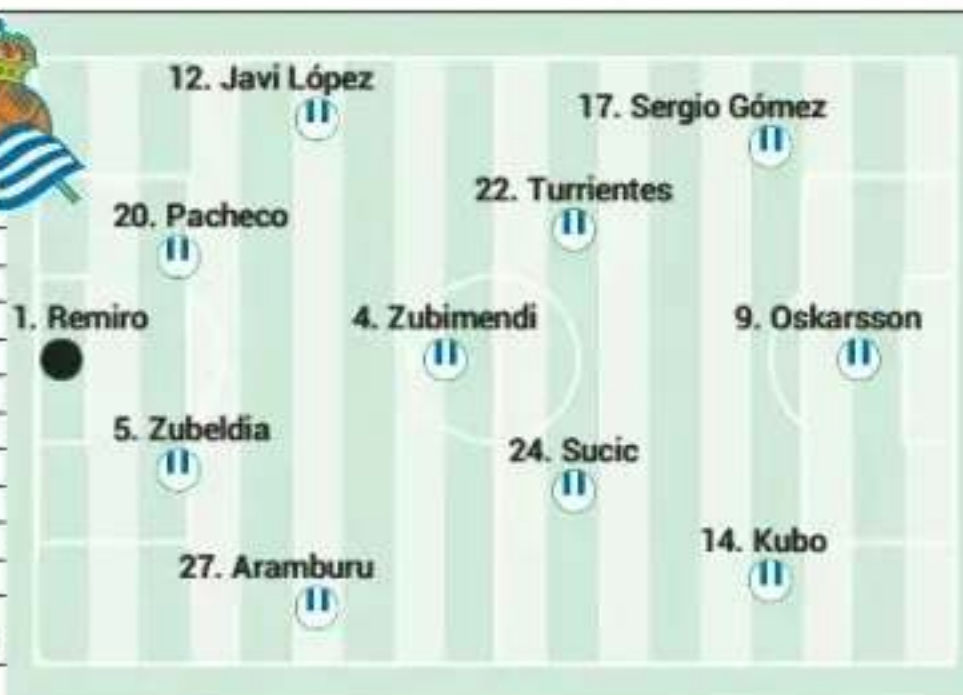 12. Javi López
17. Sergio Gómez
22. Turrientes
20. Pacheco
1. Remiro
4. Zubimendi
9. Oskarsson
5. Zubeldia
24. Sucic
14. Kubo
27. Aramburu